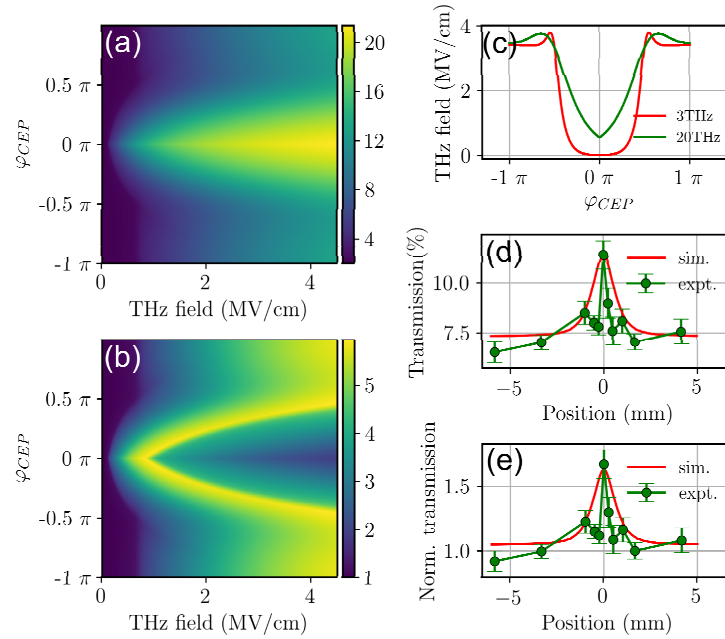 (a)
0.5 π
0 π
-0.5 π
-1 π
φCEP
0
2
4
THz field (MV/cm)
20
16
12
8
4
(b)
0.5 π
0 π
-0.5 π
-1 π
φCEP
0
2
4
THz field (MV/cm)
5
4
3
2
1
(c)
THz field (MV/cm)
4
2
0
3THz
20THz
-1 π
0 π
1 π
φCEP
(d)
Transmission(%)
10.0
7.5
sim.
expt.
−5
0
5
Position (mm)
(e)
Norm. transmission
1.5
1.0
sim.
expt.
−5
0
5
Position (mm)